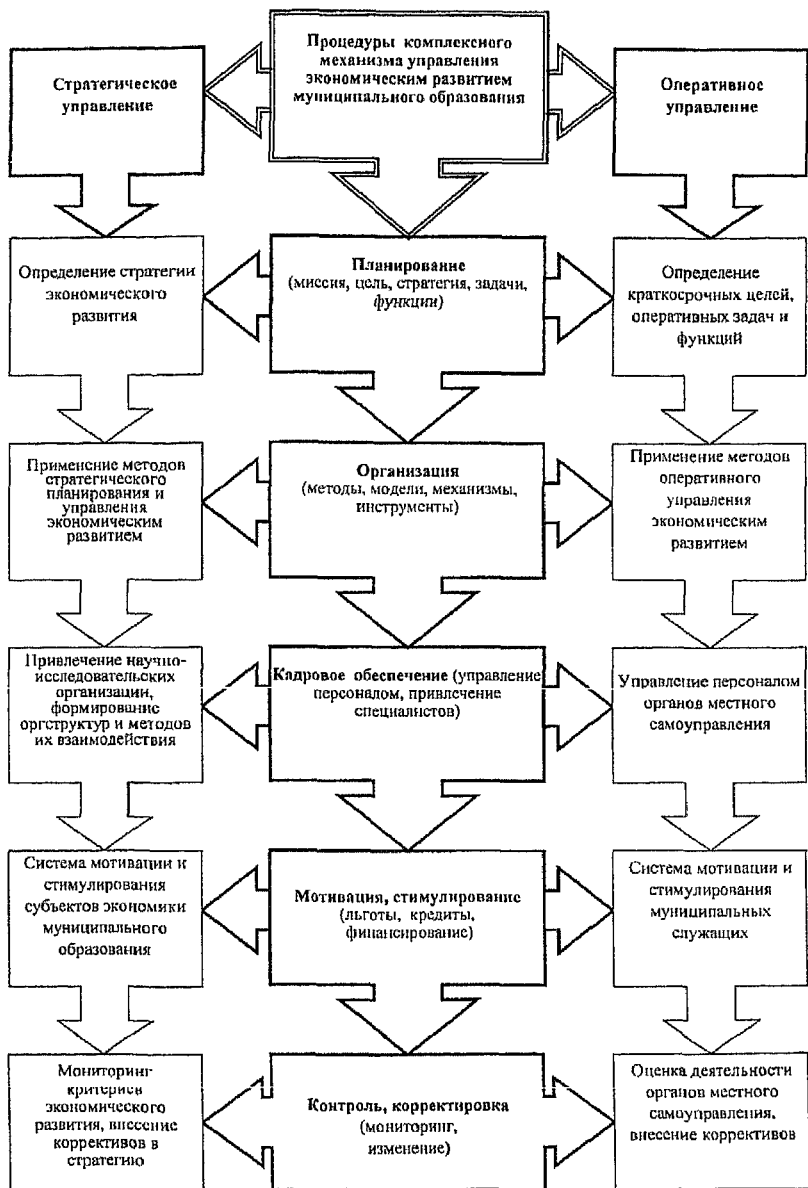 Процедуры комплексного
механизма управления
экономическим развитием
муниципального образования
Стратегическое
управление
Оперативное
управление
Определение стратегии
экономического
развития
Планирование
(миссия, цель, стратегия, задачи,
функции)
Определение
краткосрочных целей,
оперативных задач и
функций
Применение методов
стратегического
планирования и
управления
экономическим
развитием
Организация
(методы, модели, механизмы,
инструменты)
Применение методов
оперативного
управления
экономическим
развитием
Привлечение научно-
исследовательских
организации,
формирование
оргструктур и методов
их взаимодействия
Кадровое обеспечение (управление
персоналом, привлечение
специалистов)
Управление персоналом
органов местного
самоуправления
Система мотивации и
стимулирования
субъектов экономики
муниципального
образования
Мотивация, стимулирование
(льготы, кредиты,
финансирование)
Система мотивации и
стимулирования
муниципальных
служащих
Мониторинг-
критериев
экономического
развития, внесение
коррективов в
стратегию
Контроль, корректировка
(мониторинг,
изменение)
Оценка деятельности
органов местного
самоуправления,
внесение коррективов